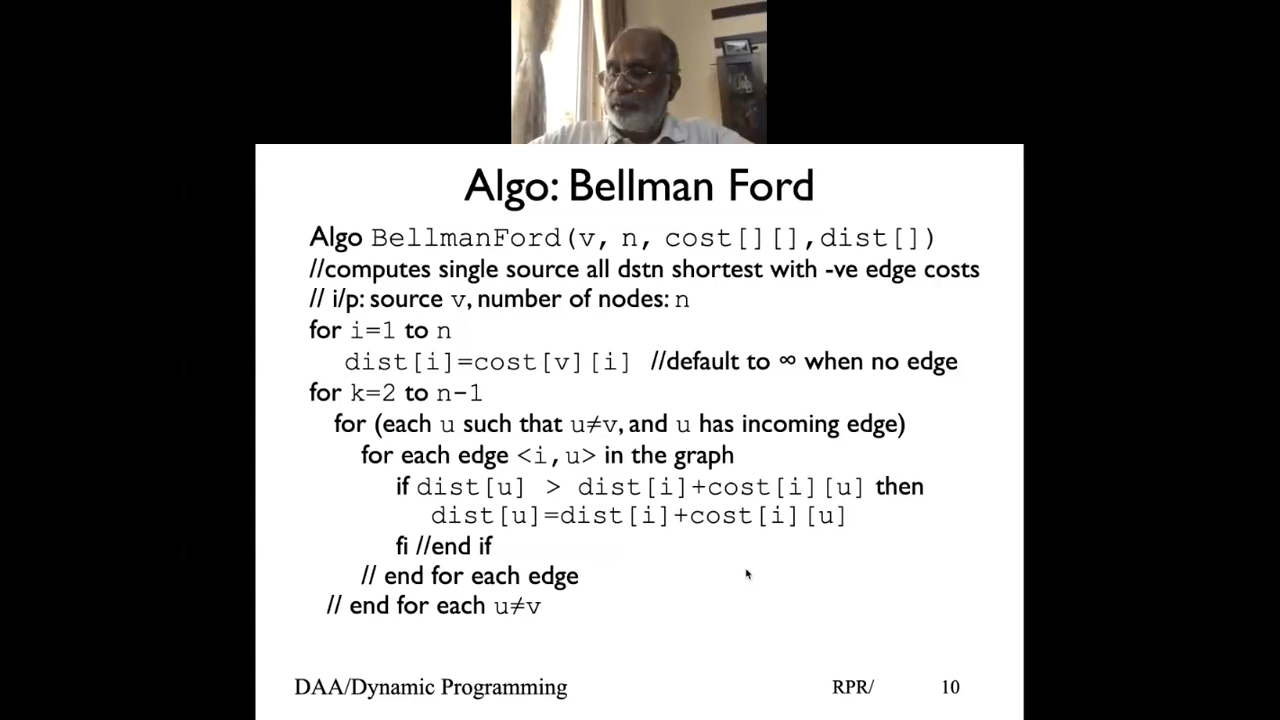 Algo: Bellman Ford
Algo BellmanFord(v, n, cost[][],dist[])
//computes single source all dstn shortest with -ve edge costs
// i/p: source v, number of nodes: n
for i=1 to n
dist[i]=cost[v][i] //default to ∞ when no edge
for k=2 to n-1
for (each u such that u≠v, and u has incoming edge)
for each edge <i,u> in the graph
if dist[u] > dist[i]+cost[i][u] then
dist[u]=dist[i]+cost[i][u]
fi //end if
// end for each edge
// end for each u≠v
DAA/Dynamic Programming RPR/ 10